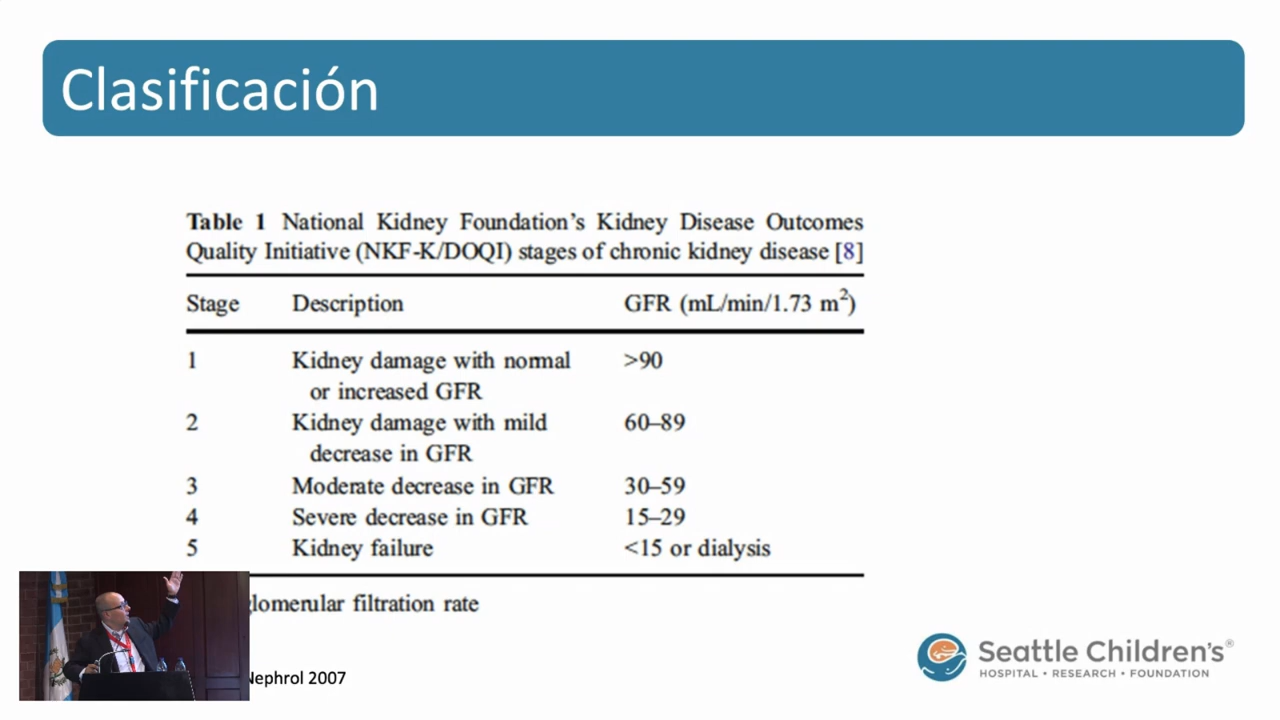 Clasificación
Table 1 National Kidney Foundation's Kidney Disease Outcomes
Quality Initiative (NKF-K/DOQI) stages of chronic kidney disease [8]
Stage Description GFR (mL/min/1.73 m²)
1 Kidney damage with normal >90
or increased GFR
2 Kidney damage with mild 60–89
decrease in GFR
3 Moderate decrease in GFR 30–59
4 Severe decrease in GFR 15–29
5 Kidney failure <15 or dialysis
glomerular filtration rate
Nephrol 2007
Seattle Children's®
HOSPITAL • RESEARCH • FOUNDATION